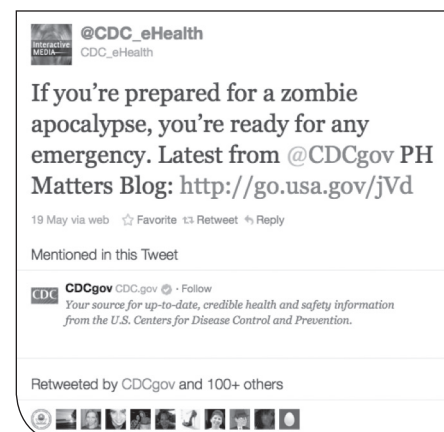 Interactive
MEDIA
@CDC_eHealth
CDC_eHealth
If you’re prepared for a zombie
apocalypse, you’re ready for any
emergency. Latest from @CDCgov PH
Matters Blog: http://go.usa.gov/jVd
19 May via web Favorite Retweet Reply
Mentioned in this Tweet
CDC
CDCgov CDC.gov · Follow
Your source for up-to-date, credible health and safety information
from the U.S. Centers for Disease Control and Prevention.
Retweeted by CDCgov and 100+ others